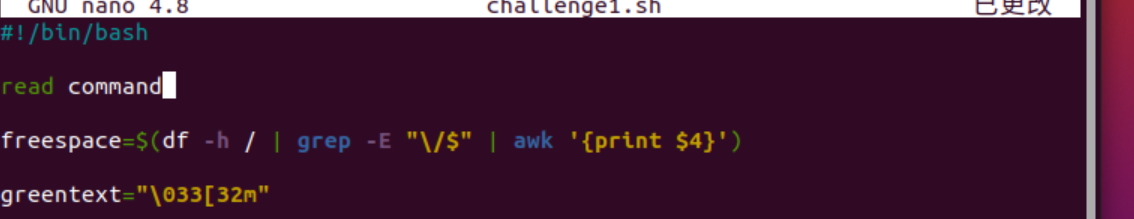 GNU nano 4.8 challenge1.sh 已更改
#!/bin/bash
read command
freespace=$(df -h / | grep -E "\/$" | awk '{print $4}')
greentext="\033[32m"